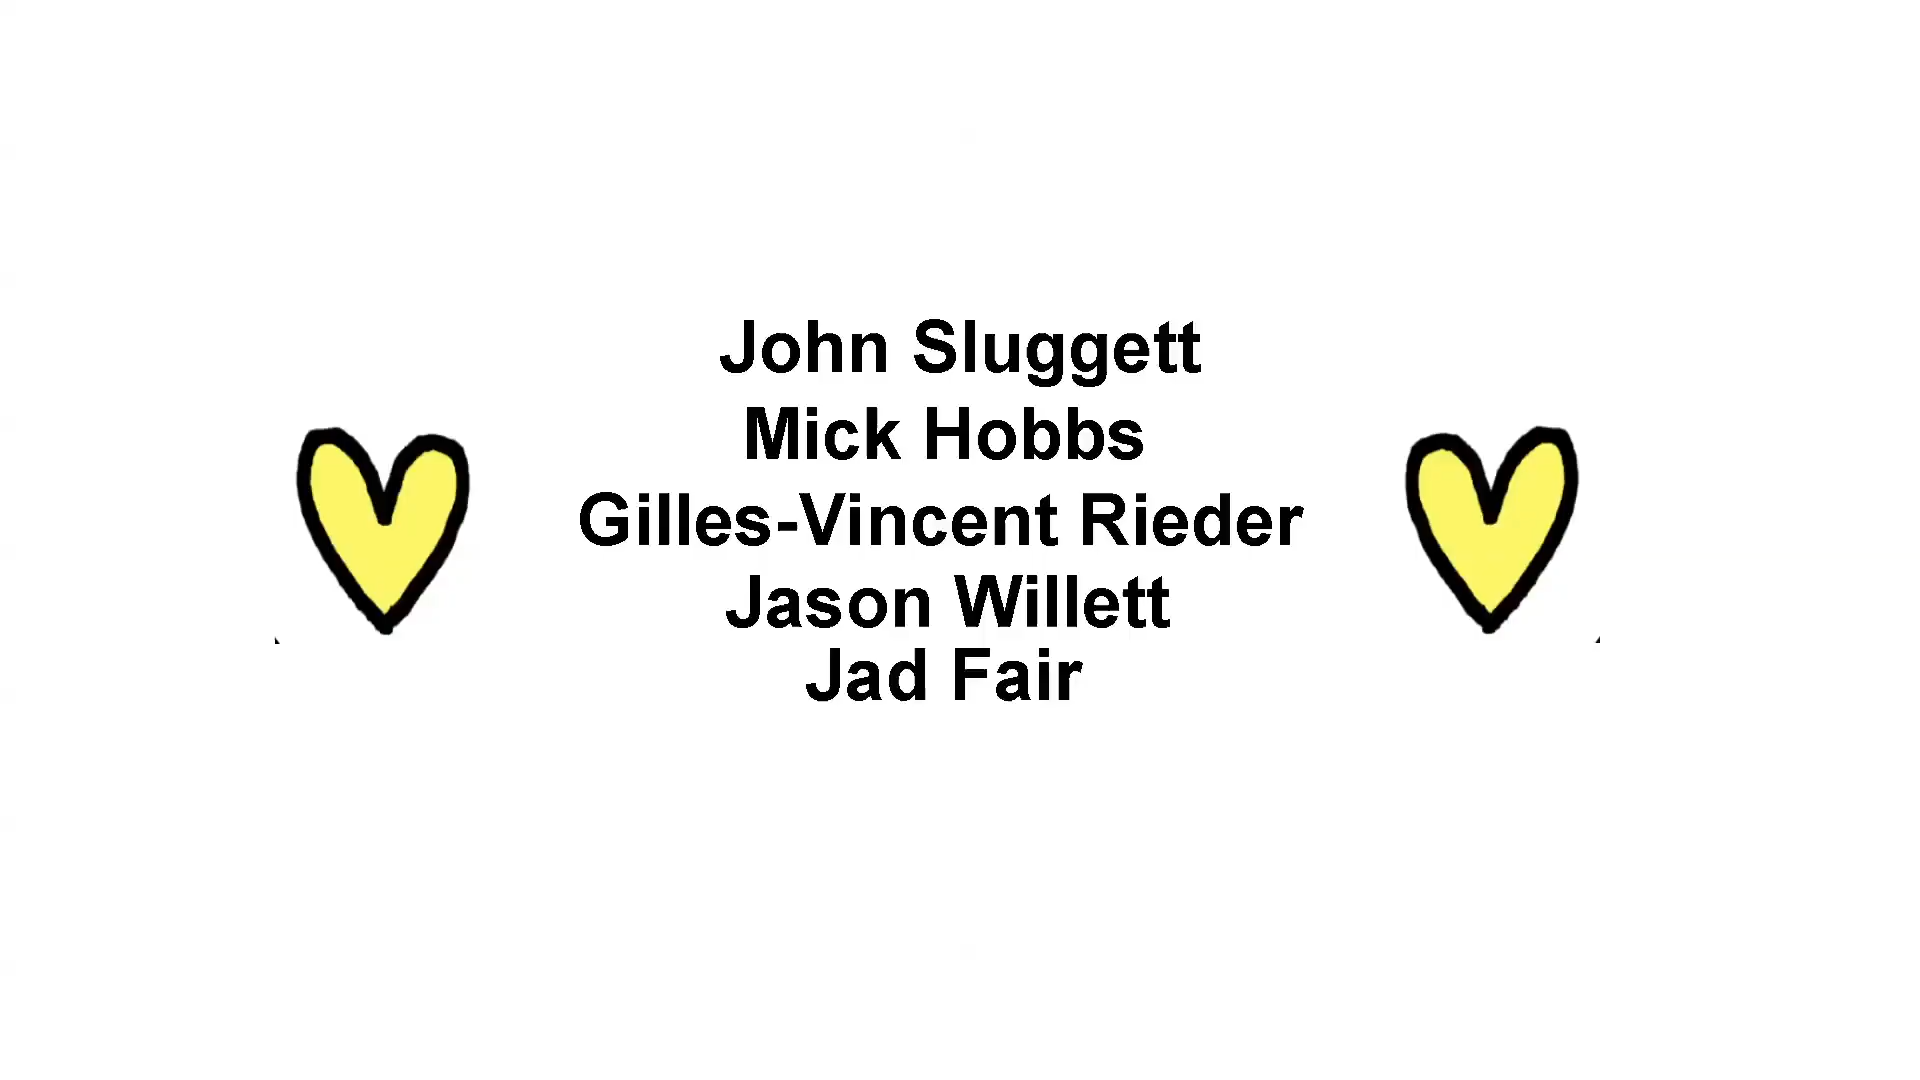 John Sluggett
Mick Hobbs
Gilles-Vincent Rieder
Jason Willett
Jad Fair